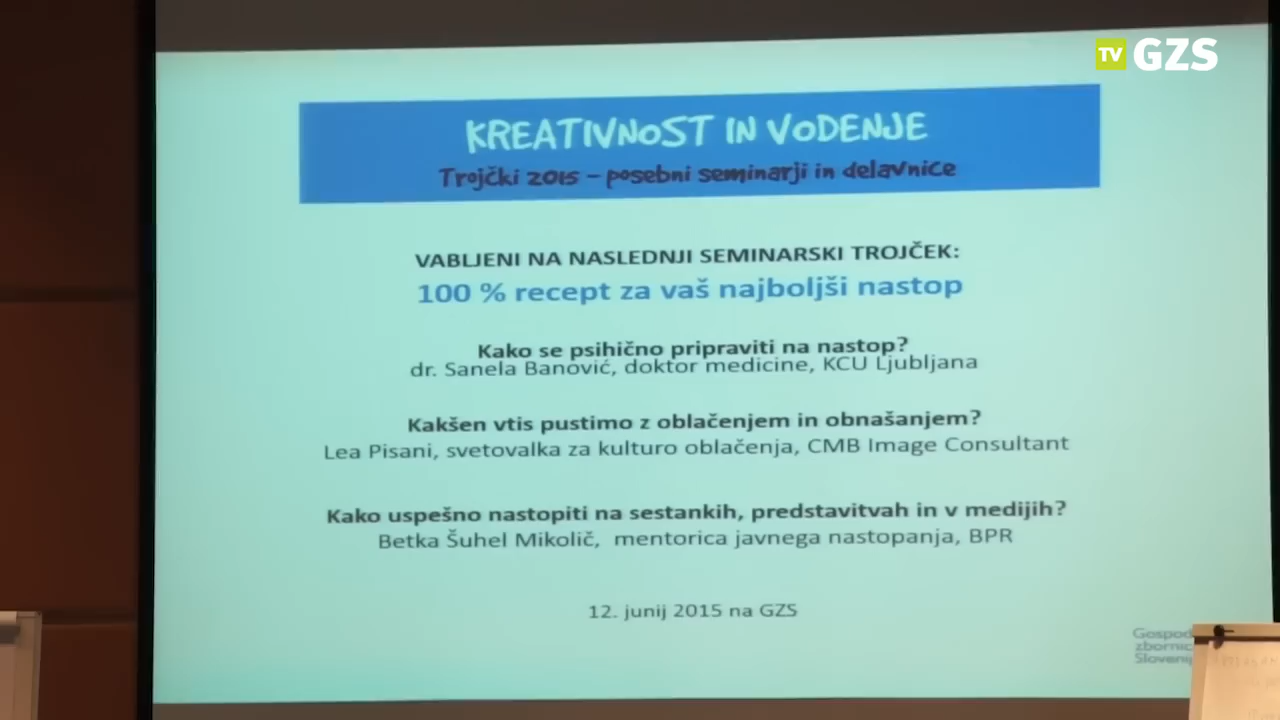 TV GZS
KREATIVNOST IN VODENJE
Trojčki 2015 – posebni seminarji in delavnice
VABLJENI NA NASLEDNJI SEMINARSKI TROJČEK:
100 % recept za vaš najboljši nastop
Kako se psihično pripraviti na nastop?
dr. Sanela Banović, doktor medicine, KCU Ljubljana
Kakšen vtis pustimo z oblačenjem in obnašanjem?
Lea Pisani, svetovalka za kulturo oblačenja, CMB Image Consultant
Kako uspešno nastopiti na sestankih, predstavitvah in v medijih?
Betka Šuhel Mikolič, mentorica javnega nastopanja, BPR
12. junij 2015 na GZS
Gospod
zbornic
Slovenij